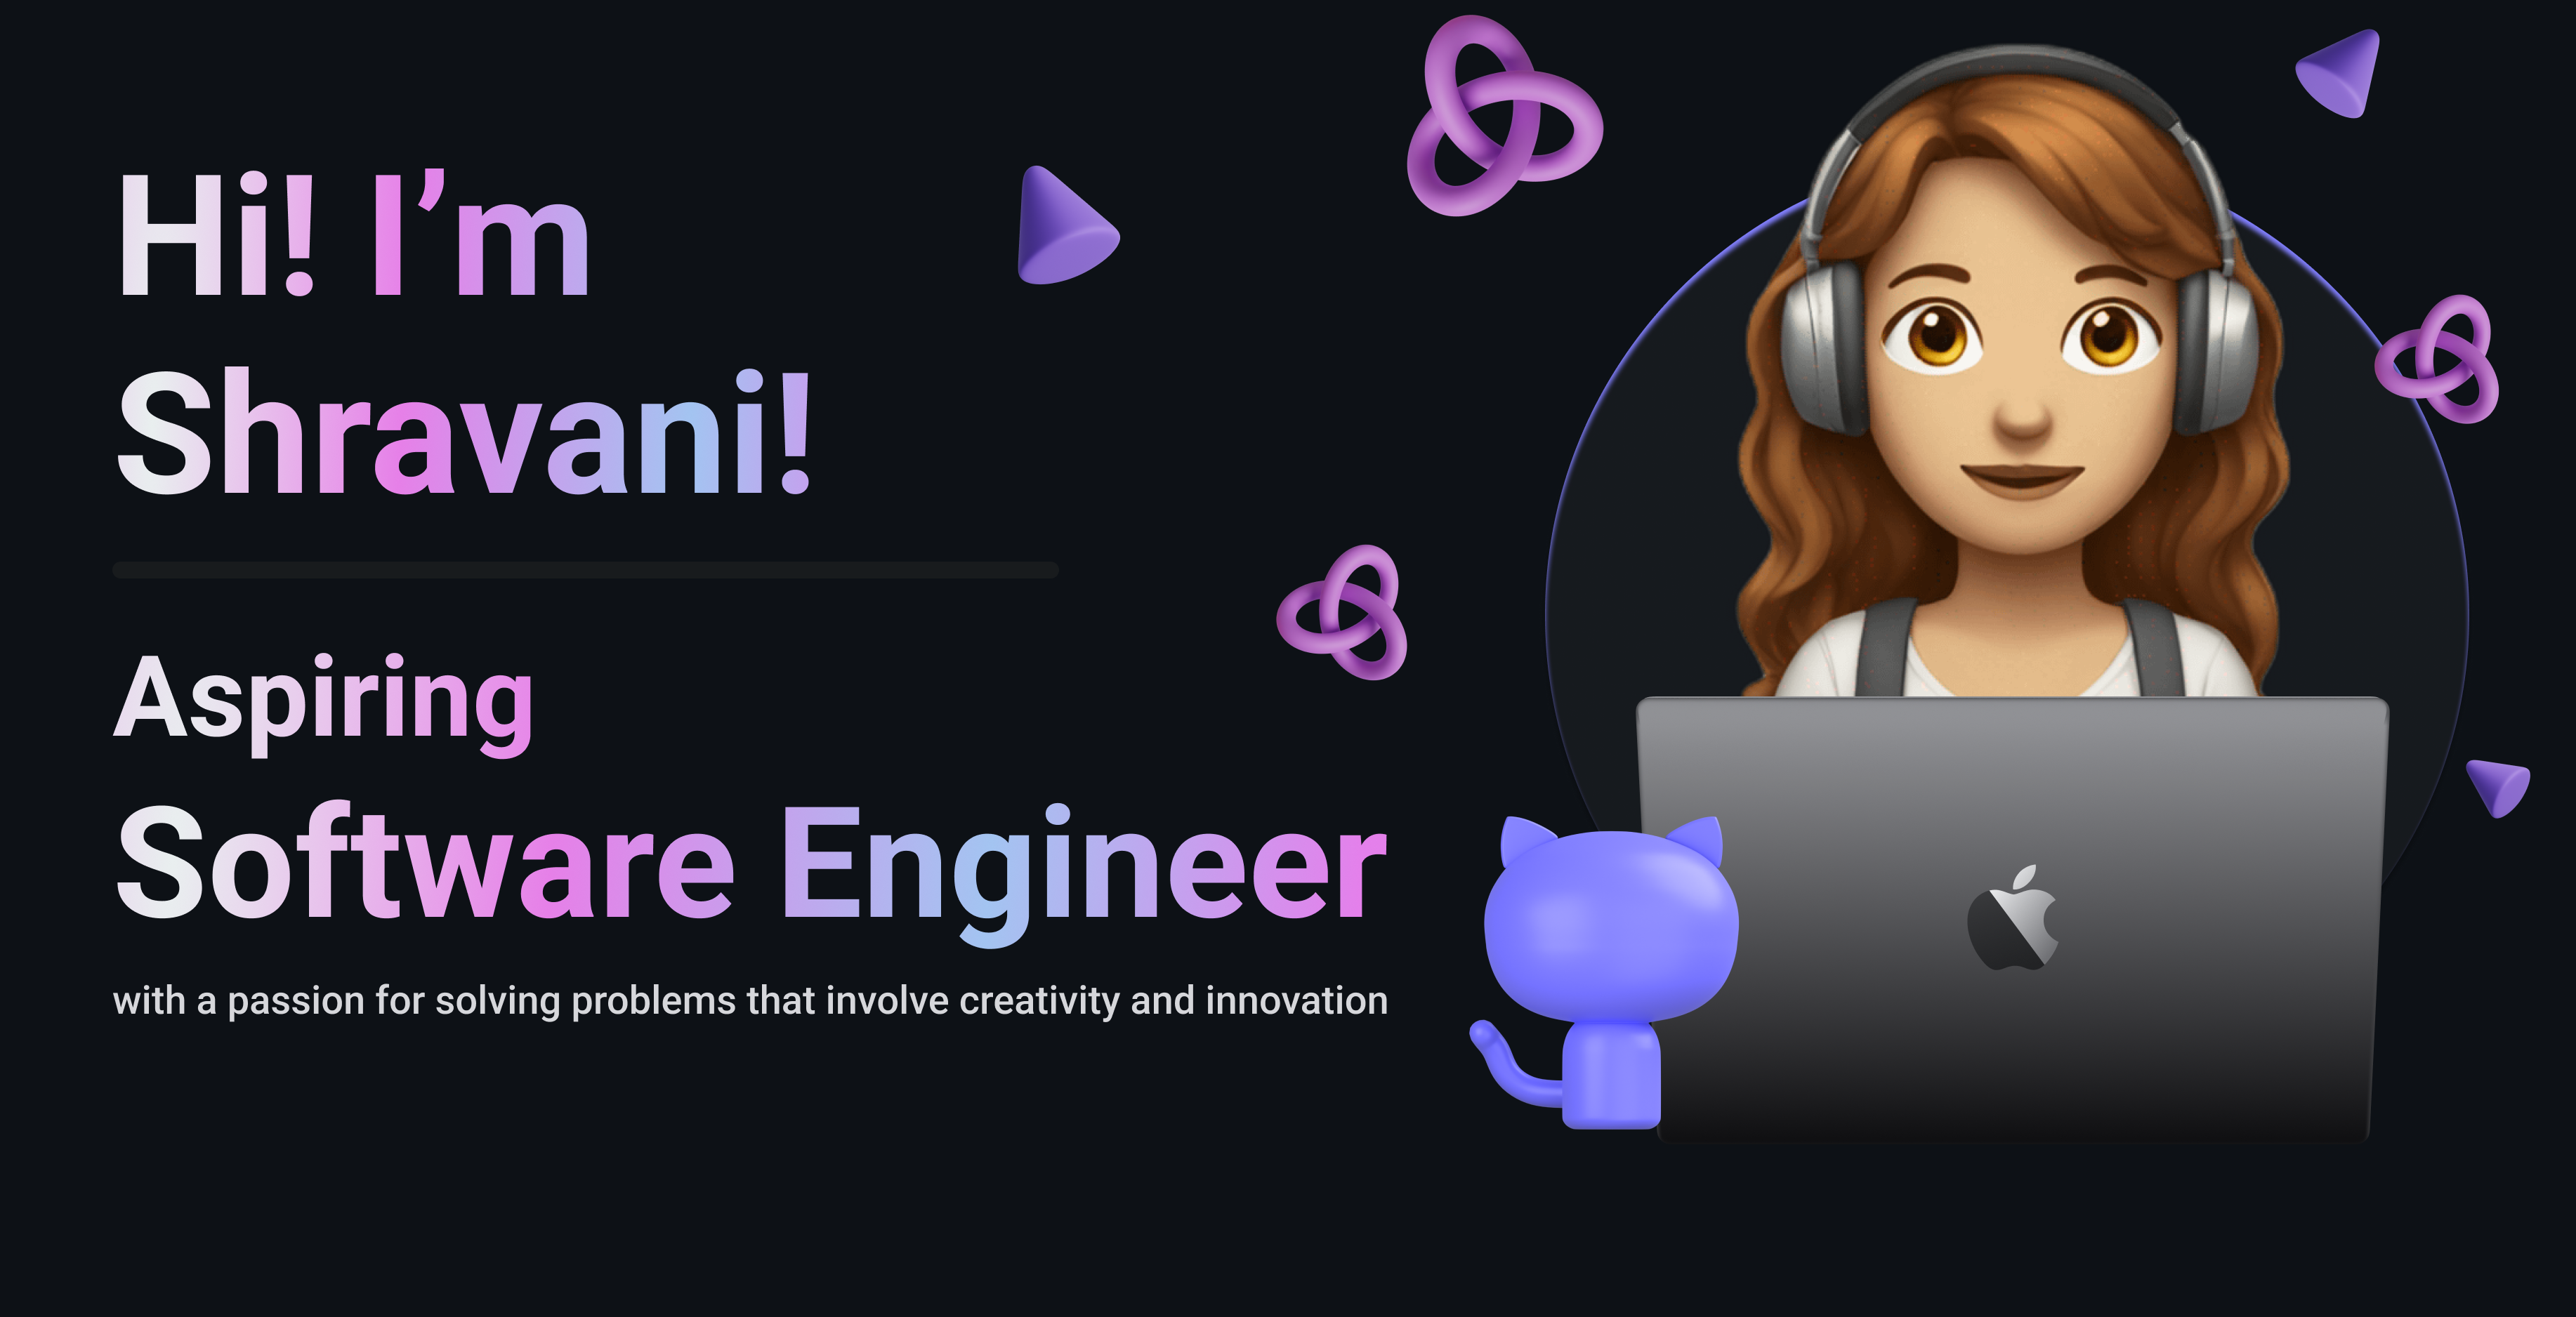 Hi! I’m
Shravani!
Aspiring
Software Engineer
with a passion for solving problems that involve creativity and innovation